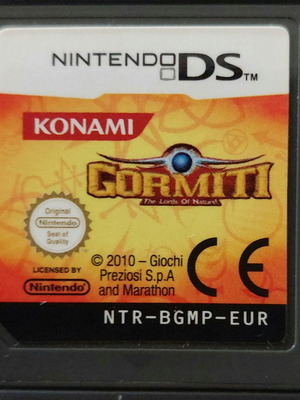 NINTENDO DS™
KONAMI
GORMITI
The Lords Of Nature!
Original
Nintendo
Seal of
Quality
LICENSED BY
Nintendo
© 2010 – Giochi
Preziosi S.p.A
and Marathon
CE
NTR-BGMP-EUR